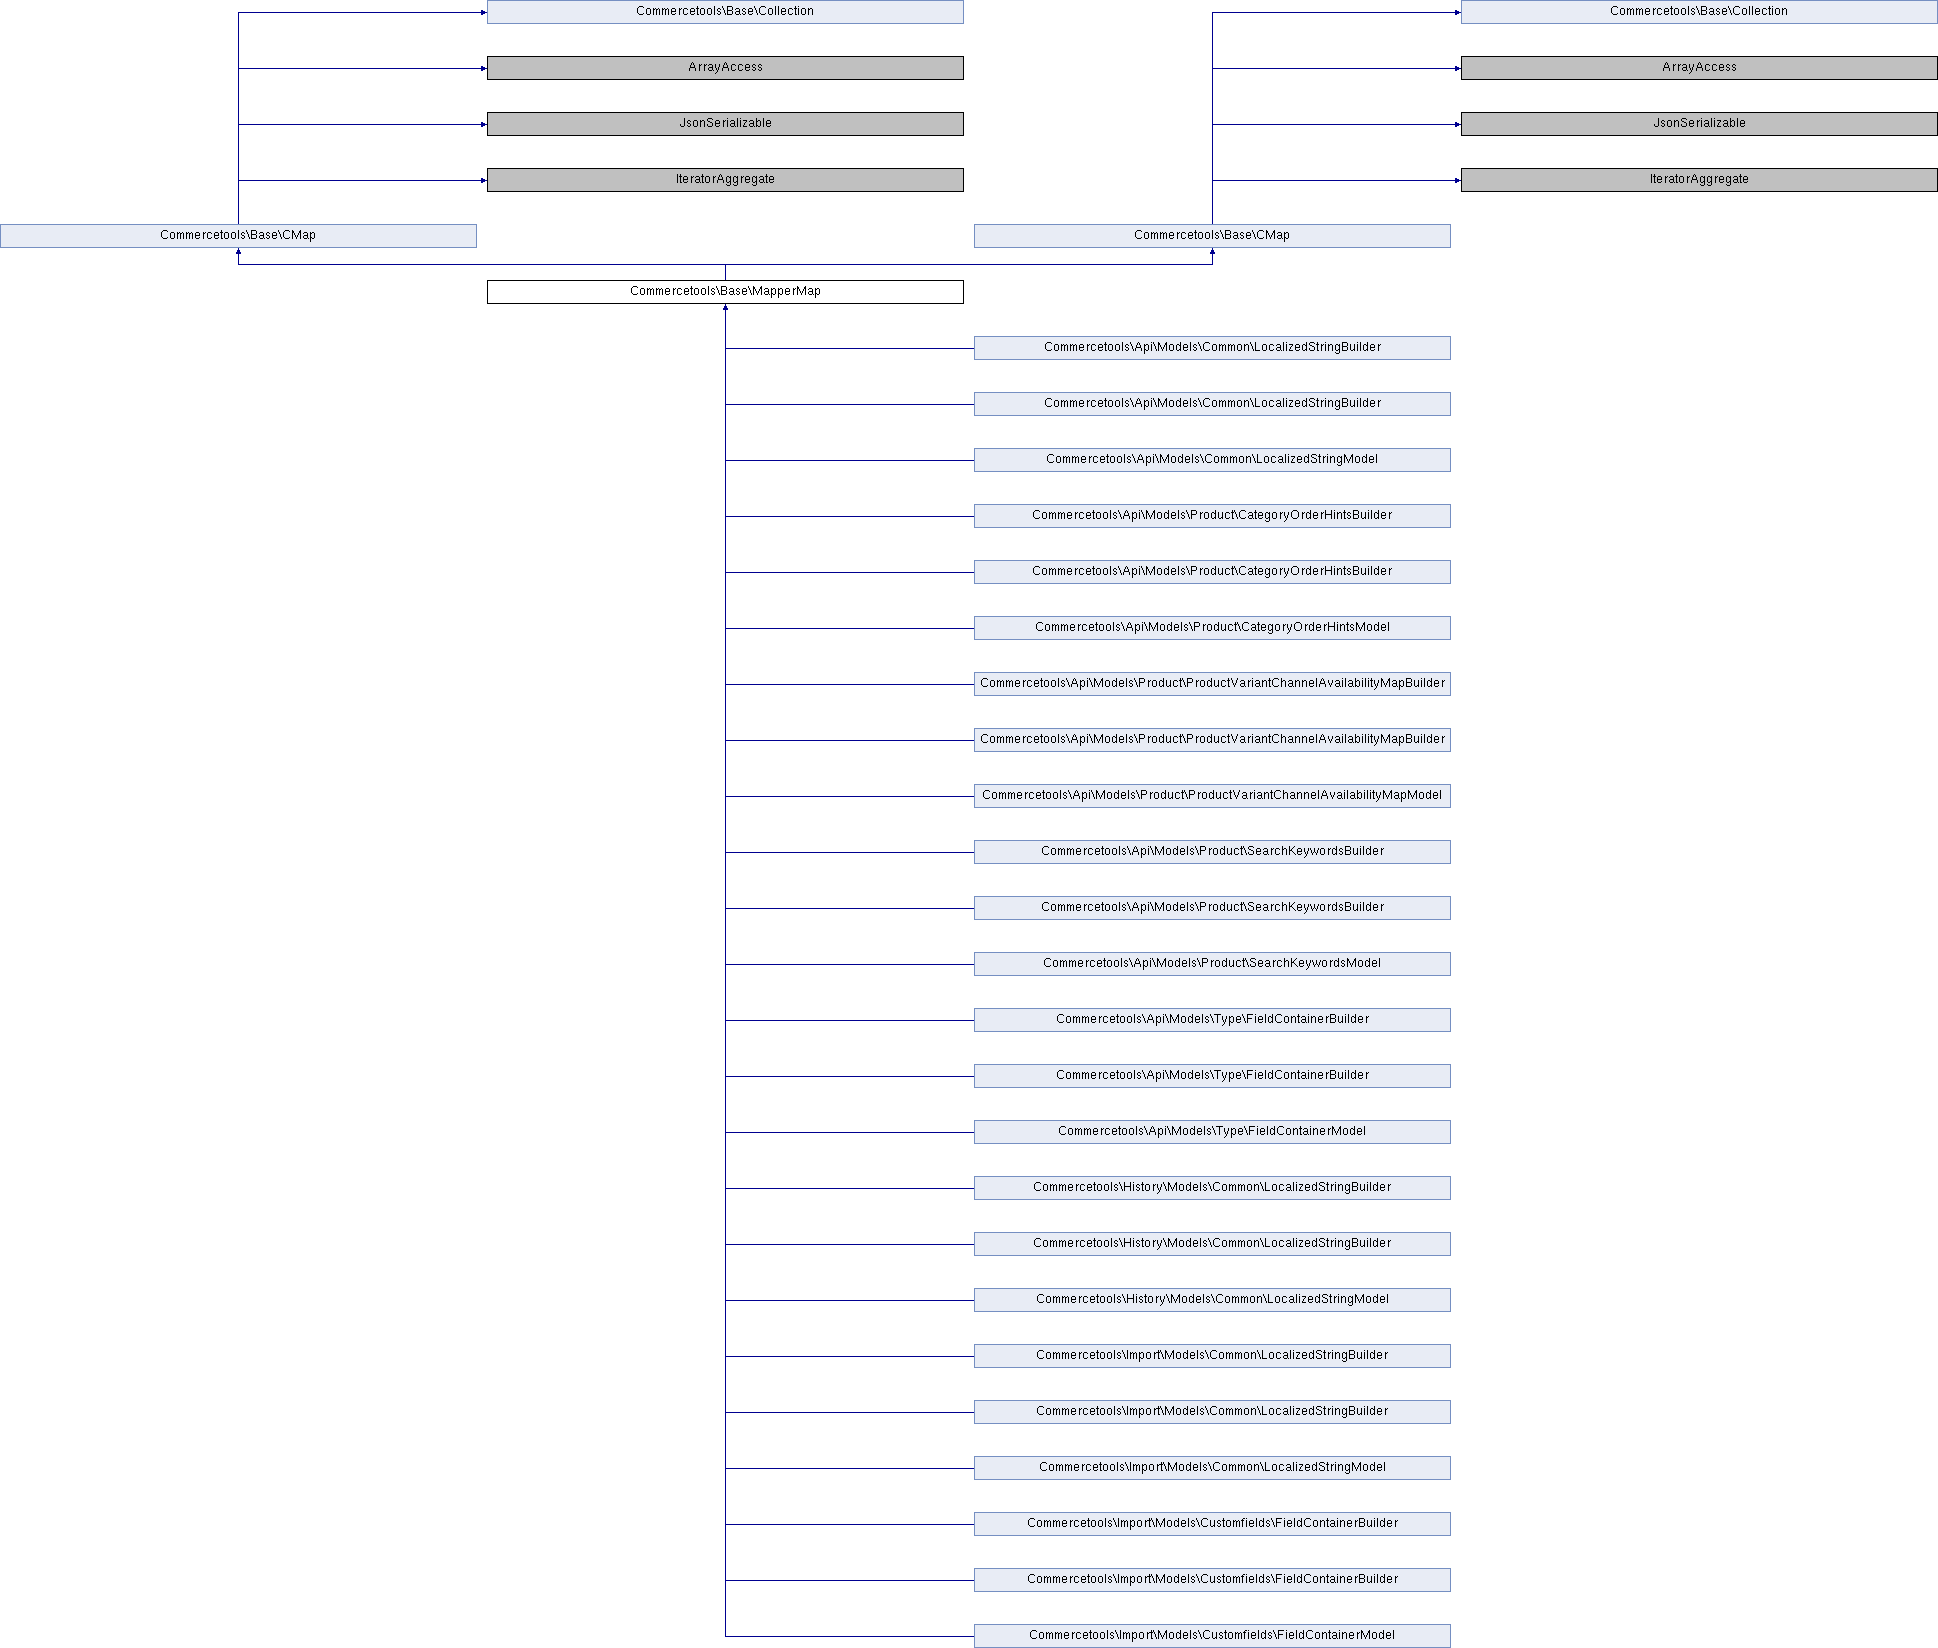 Commercetools\Base\Collection
Commercetools\Base\Collection
ArrayAccess
ArrayAccess
JsonSerializable
JsonSerializable
IteratorAggregate
IteratorAggregate
Commercetools\Base\CMap
Commercetools\Base\CMap
Commercetools\Base\MapperMap
Commercetools\Api\Models\Common\LocalizedStringBuilder
Commercetools\Api\Models\Common\LocalizedStringBuilder
Commercetools\Api\Models\Common\LocalizedStringModel
Commercetools\Api\Models\Product\CategoryOrderHintsBuilder
Commercetools\Api\Models\Product\CategoryOrderHintsBuilder
Commercetools\Api\Models\Product\CategoryOrderHintsModel
Commercetools\Api\Models\Product\ProductVariantChannelAvailabilityMapBuilder
Commercetools\Api\Models\Product\ProductVariantChannelAvailabilityMapBuilder
Commercetools\Api\Models\Product\ProductVariantChannelAvailabilityMapModel
Commercetools\Api\Models\Product\SearchKeywordsBuilder
Commercetools\Api\Models\Product\SearchKeywordsBuilder
Commercetools\Api\Models\Product\SearchKeywordsModel
Commercetools\Api\Models\Type\FieldContainerBuilder
Commercetools\Api\Models\Type\FieldContainerBuilder
Commercetools\Api\Models\Type\FieldContainerModel
Commercetools\History\Models\Common\LocalizedStringBuilder
Commercetools\History\Models\Common\LocalizedStringBuilder
Commercetools\History\Models\Common\LocalizedStringModel
Commercetools\Import\Models\Common\LocalizedStringBuilder
Commercetools\Import\Models\Common\LocalizedStringBuilder
Commercetools\Import\Models\Common\LocalizedStringModel
Commercetools\Import\Models\Customfields\FieldContainerBuilder
Commercetools\Import\Models\Customfields\FieldContainerBuilder
Commercetools\Import\Models\Customfields\FieldContainerModel